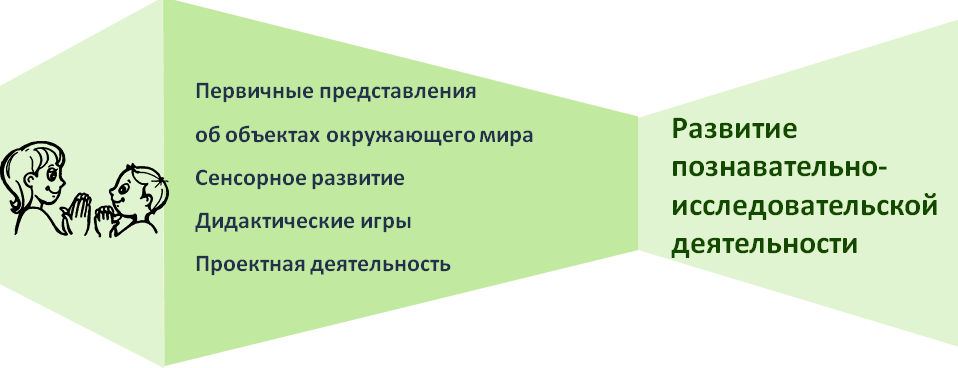 Первичные представления
об объектах окружающего мира
Сенсорное развитие
Дидактические игры
Проектная деятельность
Развитие
познавательно-
исследовательской
деятельности